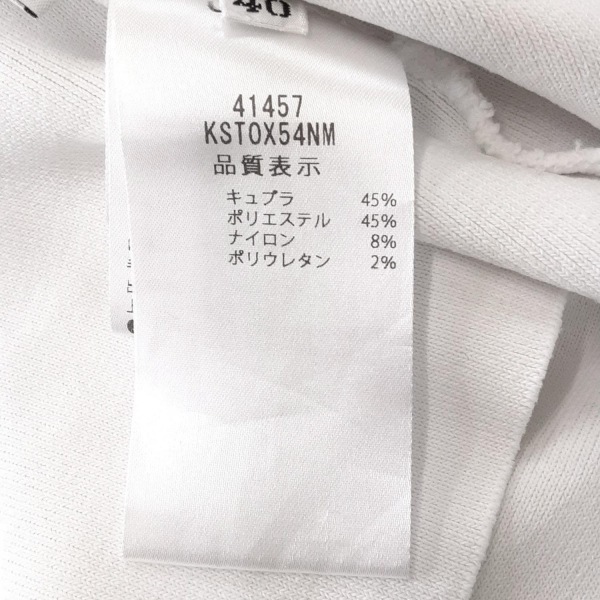 40
41457
KSTOX54NM
品質表示
キュプラ 45%
ポリエステル 45%
ナイロン 8%
ポリウレタン 2%